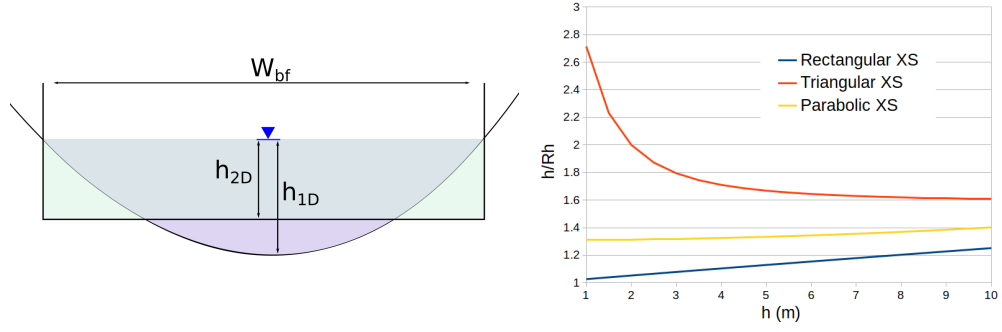 W_bf
h_2D
h_1D
3
2.8
2.6
2.4
2.2
2
1.8
1.6
1.4
1.2
1
h/Rh
Rectangular XS
Triangular XS
Parabolic XS
1 2 3 4 5 6 7 8 9 10
h (m)